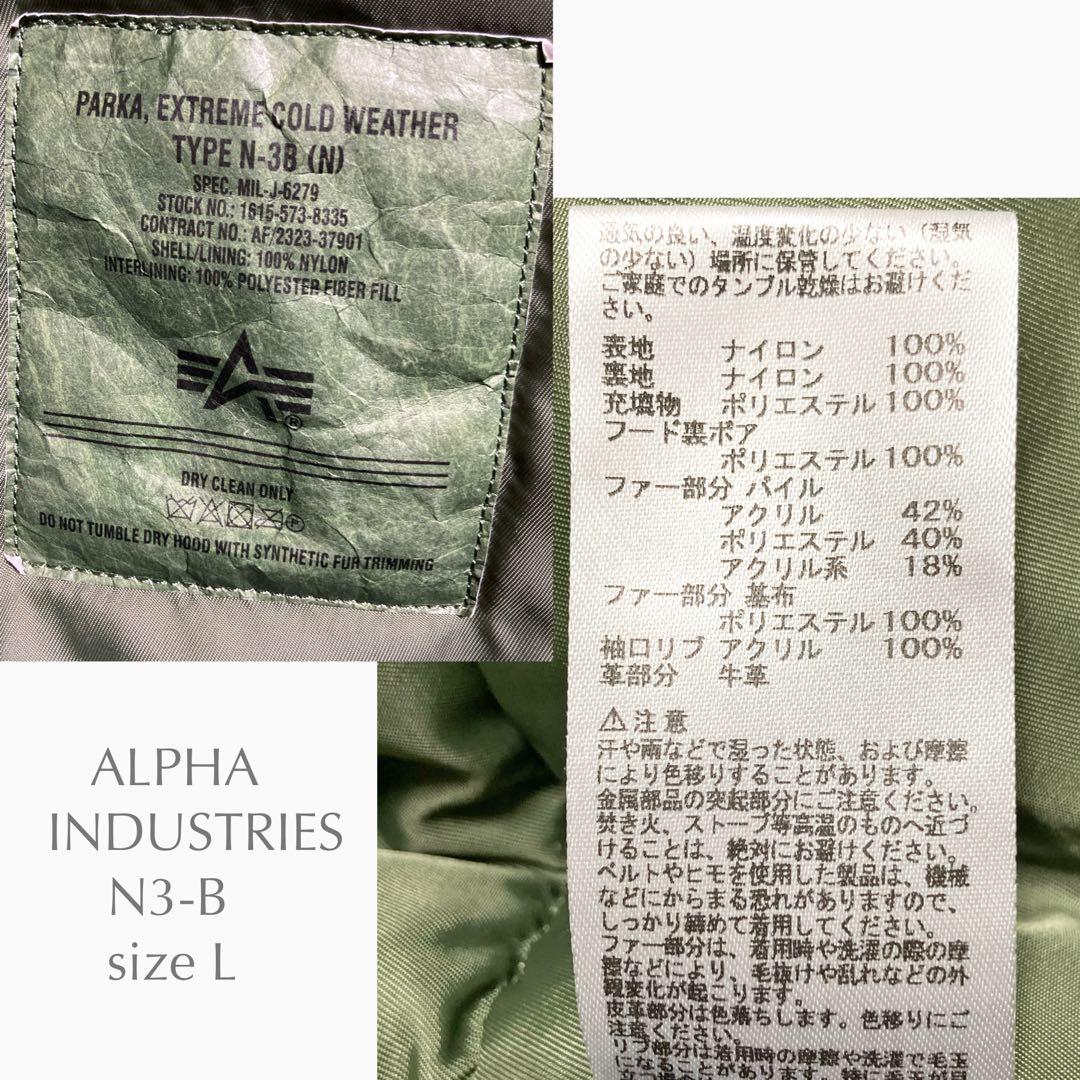 PARKA, EXTREME COLD WEATHER
TYPE N-3B (N)
SPEC. MIL-J-6279
STOCK NO.: 1615-573-8335
CONTRACT NO.: AF/2323-37901
SHELL/LINING: 100% NYLON
INTERLINING: 100% POLYESTER FIBER FILL
®
DRY CLEAN ONLY
DO NOT TUMBLE DRY HOOD WITH SYNTHETIC FUR TRIMMING
通気の良い、温度変化の少ない（湿気
の少ない）場所に保管してください。
ご家庭でのタンブル乾燥はお避けくだ
さい。
表地 ナイロン 100%
裏地 ナイロン 100%
充填物 ポリエステル 100%
フード裏ボア
ポリエステル 100%
ファー部分 パイル
アクリル 42%
ポリエステル 40%
アクリル系 18%
ファー部分 基布
ポリエステル 100%
袖口リブ アクリル 100%
革部分 牛革
⚠注意
汗や雨などで湿った状態、および摩擦
により色移りすることがあります。
金属部品の突起部分にご注意ください。
焚き火、ストーブ等高温のものへ近づ
けることは、絶対にお避けください。
ベルトやヒモを使用した製品は、機械
などにからまる恐れがありますので、
しっかり締めて着用してください。
ファー部分は、着用時や洗濯の際の摩
擦などにより、毛抜けや乱れなどの外
観変化が起こります。
皮革部分は色落ちします。色移りにご
注意ください。
リブ部分は着用時の摩擦や洗濯で毛玉
になることがあります。
ALPHA
INDUSTRIES
N3-B
size L